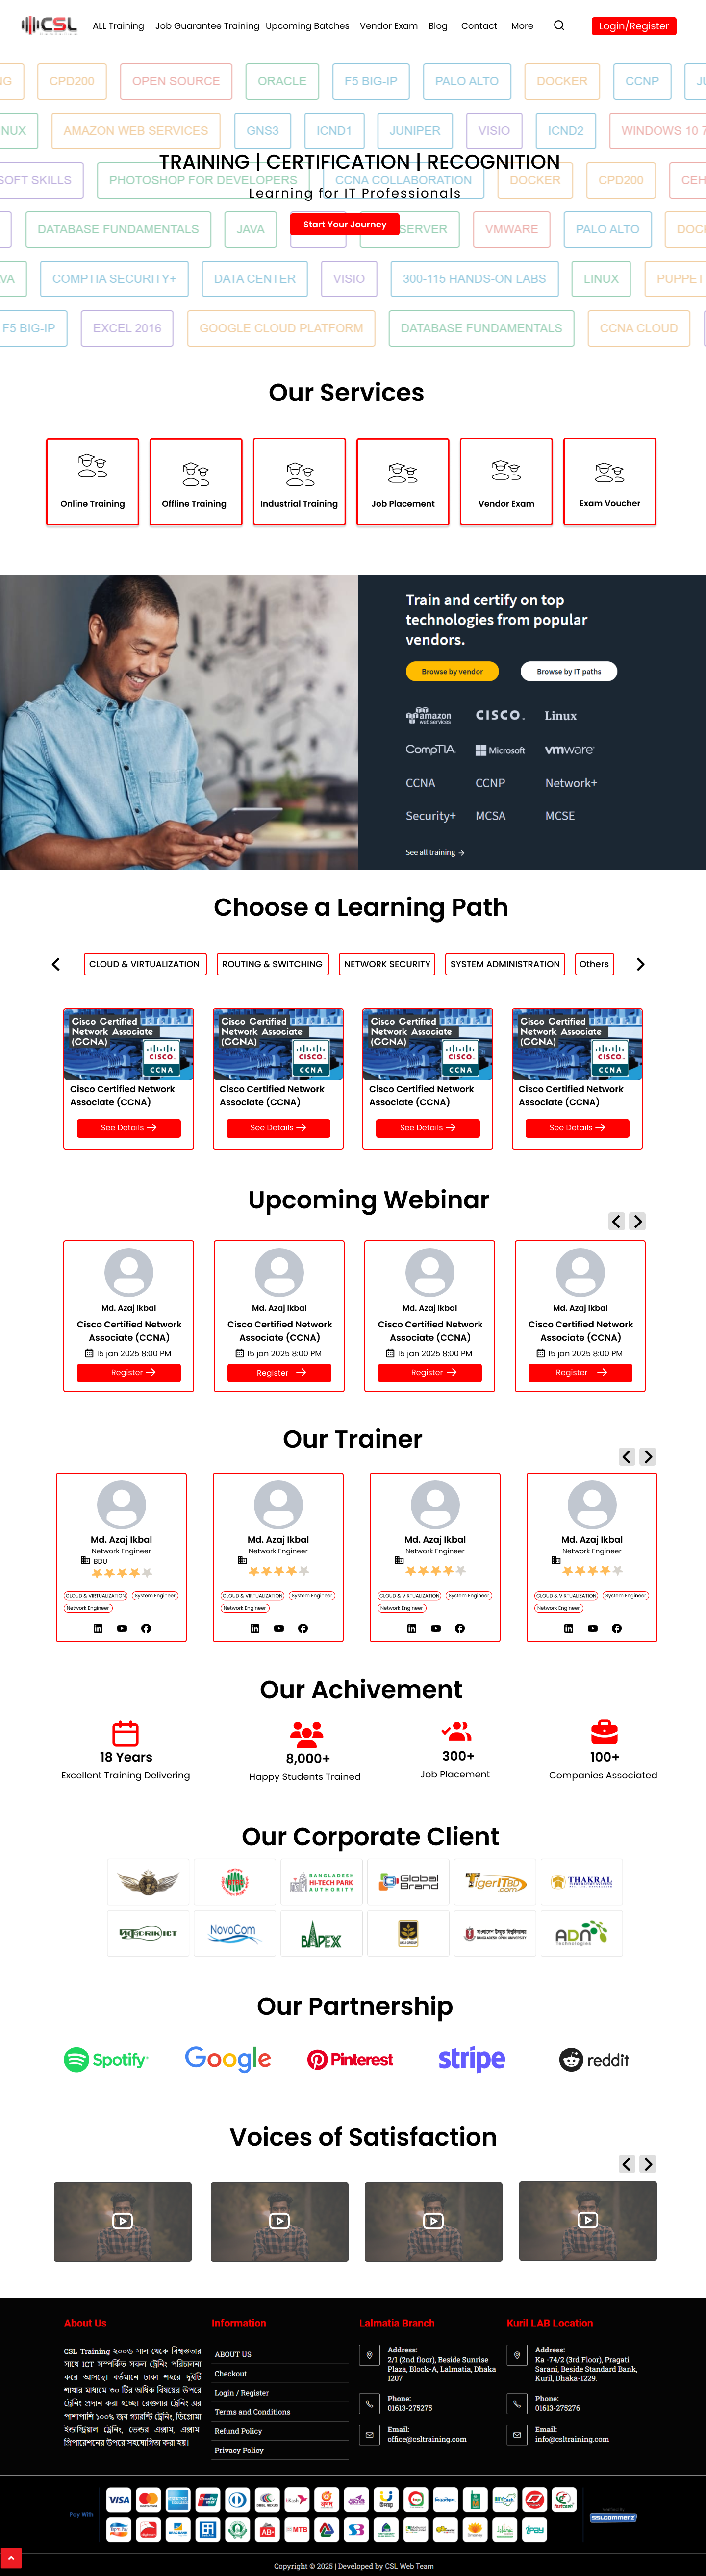 CSL
ALL Training Job Guarantee Training Upcoming Batches Vendor Exam Blog Contact More Login/Register
CPD200 OPEN SOURCE ORACLE F5 BIG-IP PALO ALTO DOCKER CCNP
AMAZON WEB SERVICES GNS3 ICND1 JUNIPER VISIO ICND2 WINDOWS 10 7
TRAINING | CERTIFICATION | RECOGNITION
SOFT SKILLS PHOTOSHOP FOR DEVELOPERS CCNA COLLABORATION DOCKER CPD200 CEH
Learning for IT Professionals
DATABASE FUNDAMENTALS JAVA Start Your Journey SERVER VMWARE PALO ALTO
COMPTIA SECURITY+ DATA CENTER VISIO 300-115 HANDS-ON LABS LINUX PUPPET
F5 BIG-IP EXCEL 2016 GOOGLE CLOUD PLATFORM DATABASE FUNDAMENTALS CCNA CLOUD
Our Services
Online Training Offline Training Industrial Training Job Placement Vendor Exam Exam Voucher
Train and certify on top
technologies from popular
vendors.
Browse by vendor Browse by IT paths
amazon webservices CISCO. Linux
CompTIA. Microsoft vmware
CCNA CCNP Network+
Security+ MCSA MCSE
See all training →
Choose a Learning Path
CLOUD & VIRTUALIZATION ROUTING & SWITCHING NETWORK SECURITY SYSTEM ADMINISTRATION Others
Cisco Certified Cisco Certified Cisco Certified Cisco Certified
Network Associate Network Associate Network Associate Network Associate
(CCNA) (CCNA) (CCNA) (CCNA)
CISCO. CISCO. CISCO. CISCO.
CCNA CCNA CCNA CCNA
Cisco Certified Network Cisco Certified Network Cisco Certified Network Cisco Certified Network
Associate (CCNA) Associate (CCNA) Associate (CCNA) Associate (CCNA)
See Details → See Details → See Details → See Details →
Upcoming Webinar
Md. Azaj Ikbal Md. Azaj Ikbal Md. Azaj Ikbal Md. Azaj Ikbal
Cisco Certified Network Cisco Certified Network Cisco Certified Network Cisco Certified Network
Associate (CCNA) Associate (CCNA) Associate (CCNA) Associate (CCNA)
15 jan 2025 8:00 PM 15 jan 2025 8:00 PM 15 jan 2025 8:00 PM 15 jan 2025 8:00 PM
Register → Register → Register → Register →
Our Trainer
Md. Azaj Ikbal Md. Azaj Ikbal Md. Azaj Ikbal Md. Azaj Ikbal
Network Engineer Network Engineer Network Engineer Network Engineer
BDU
CLOUD & VIRTUALIZATION System Engineer CLOUD & VIRTUALIZATION System Engineer CLOUD & VIRTUALIZATION System Engineer CLOUD & VIRTUALIZATION System Engineer
Network Engineer Network Engineer Network Engineer Network Engineer
Our Achivement
18 Years 8,000+ 300+ 100+
Excellent Training Delivering Happy Students Trained Job Placement Companies Associated
Our Corporate Client
BANGLADESH
HI-TECH PARK
AUTHORITY
Global Brand
TigerITBD .com
THAKRAL
NovoCom
BAPEX
বাংলাদেশ উন্মুক্ত বিশ্ববিদ্যালয়
BANGLADESH OPEN UNIVERSITY
ADN Technologies
Our Partnership
Spotify Google Pinterest stripe reddit
Voices of Satisfaction
About Us
CSL Training ২০০৬ সাল থেকে বিশ্বস্ততার
সাথে ICT সম্পর্কিত সকল ট্রেনিং পরিচালনা
করে আসছে। বর্তমানে ঢাকা শহরে দুইটি
শাখার মাধ্যমে ৩০ টির অধিক বিষয়ের উপরে
ট্রেনিং প্রদান করা হচ্ছে। রেগুলার ট্রেনিং এর
পাশাপাশি ১০০% জব গ্যারান্টি ট্রেনিং, ডিপ্লোমা
ইন্ডাস্ট্রিয়াল ট্রেনিং, ভেন্ডর এক্সাম, এক্সাম
প্রিপারেশনের উপরে সহযোগিতা করা হয়।
Information
ABOUT US
Checkout
Login / Register
Terms and Conditions
Refund Policy
Privacy Policy
Lalmatia Branch
Address:
2/1 (2nd floor), Beside Sunrise
Plaza, Block-A, Lalmatia, Dhaka
1207
Phone:
01613-275275
Email:
office@csltraining.com
Kuril LAB Location
Address:
Ka -74/2 (3rd Floor), Pragati
Sarani, Beside Standard Bank,
Kuril, Dhaka-1229.
Phone:
01613-275276
Email:
info@csltraining.com
Pay With
VISA
AB
MTB
SSLCOMMERZ
Copyright © 2025 | Developed by CSL Web Team